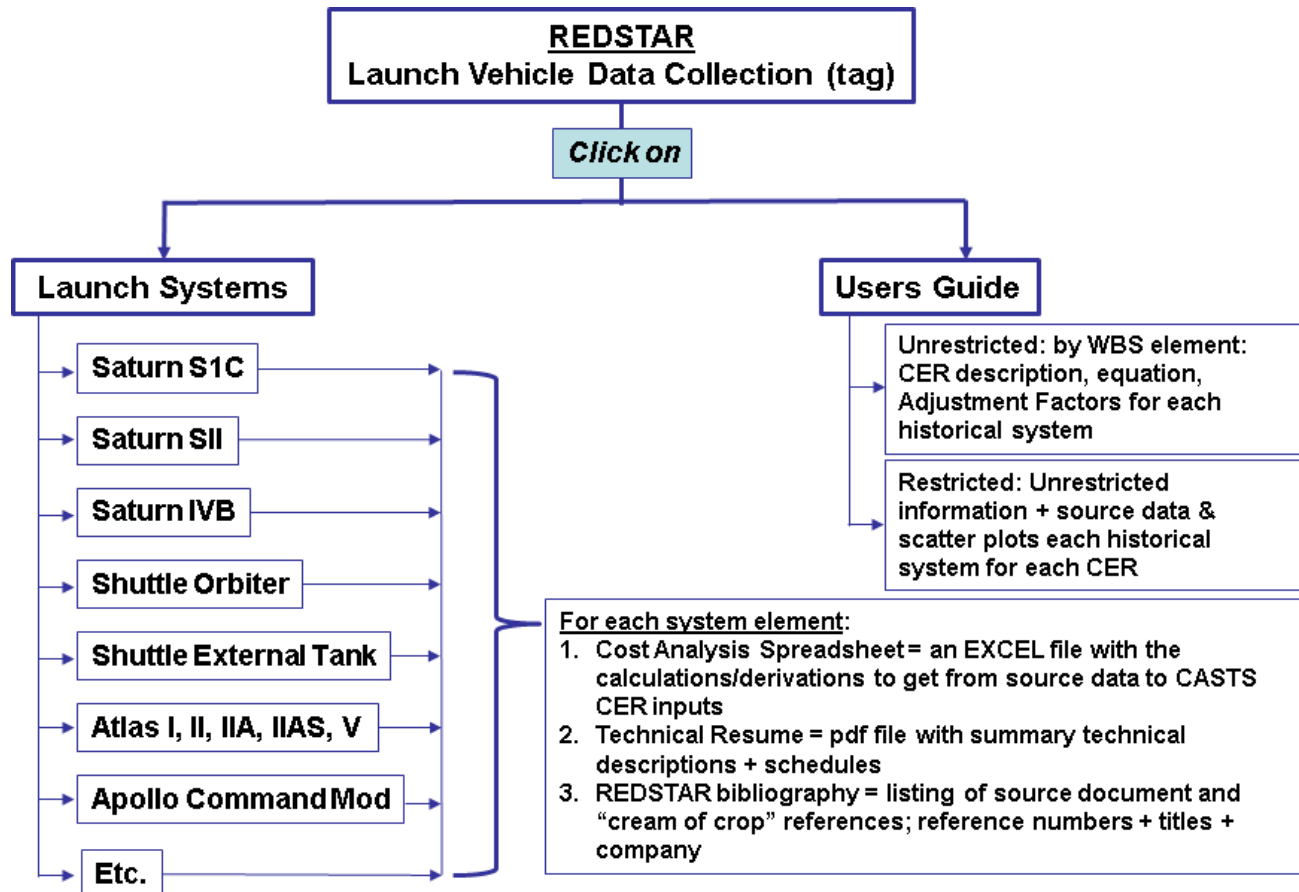 REDSTAR
Launch Vehicle Data Collection (tag)
Click on
Launch Systems
Saturn S1C
Saturn SII
Saturn IVB
Shuttle Orbiter
Shuttle External Tank
Atlas I, II, IIA, IIAS, V
Apollo Command Mod
Etc.
Users Guide
Unrestricted: by WBS element:
CER description, equation,
Adjustment Factors for each
historical system
Restricted: Unrestricted
information + source data &
scatter plots each historical
system for each CER
For each system element:
1. Cost Analysis Spreadsheet = an EXCEL file with the
calculations/derivations to get from source data to CASTS
CER inputs
2. Technical Resume = pdf file with summary technical
descriptions + schedules
3. REDSTAR bibliography = listing of source document and
“cream of crop” references; reference numbers + titles +
company